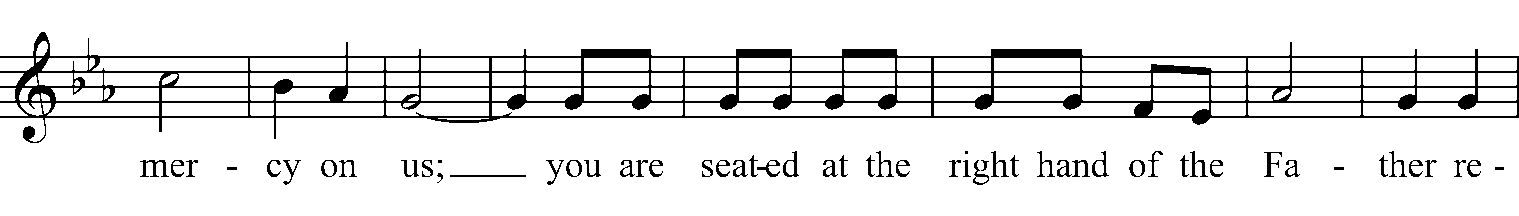 mer - cy on us; you are seat-ed at the right hand of the Fa - ther re -